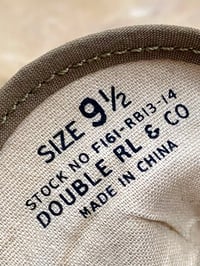 SIZE 9½
STOCK NO F161-RB13-14
DOUBLE RL & CO
MADE IN CHINA